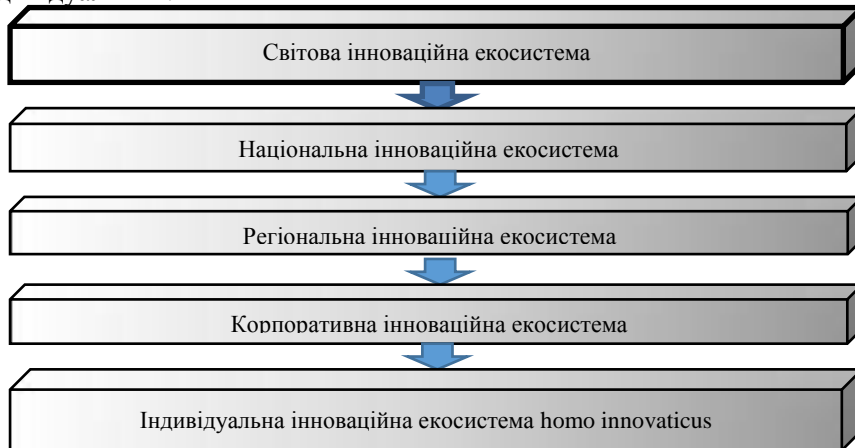 Світова інноваційна екосистема
Національна інноваційна екосистема
Регіональна інноваційна екосистема
Корпоративна інноваційна екосистема
Індивідуальна інноваційна екосистема homo innovaticus